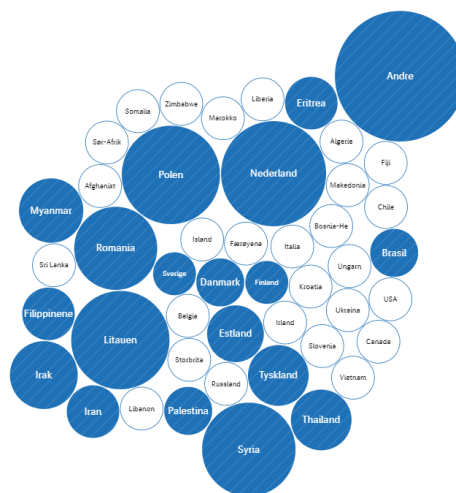 Andre
Liberia
Zimbabwe
Eritrea
Somalia
Marokko
Sør-Afrik
Algerie
Fiji
Polen
Nederland
Afghanist
Makedonia
Myanmar
Chile
Bosnia-He
Island
Færøyene
Italia
Romania
Brasil
Sri Lanka
Ungarn
Sverige
Danmark
Finland
Kroatia
USA
Filippinene
Belgia
Ukraina
Irland
Estland
Litauen
Canada
Slovenia
Storbrita
Irak
Tyskland
Vietnam
Russland
Libanon
Iran
Palestina
Thailand
Syria